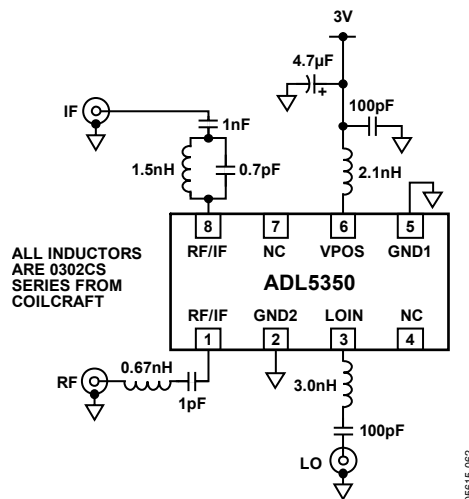 3V
4.7µF
+
100pF
IF
1nF
1.5nH
0.7pF
2.1nH
8 7 6 5
RF/IF NC VPOS GND1
ALL INDUCTORS
ARE 0302CS
SERIES FROM
COILCRAFT
ADL5350
RF/IF GND2 LOIN NC
1 2 3 4
RF
0.67nH
1pF
3.0nH
100pF
LO
05615-062